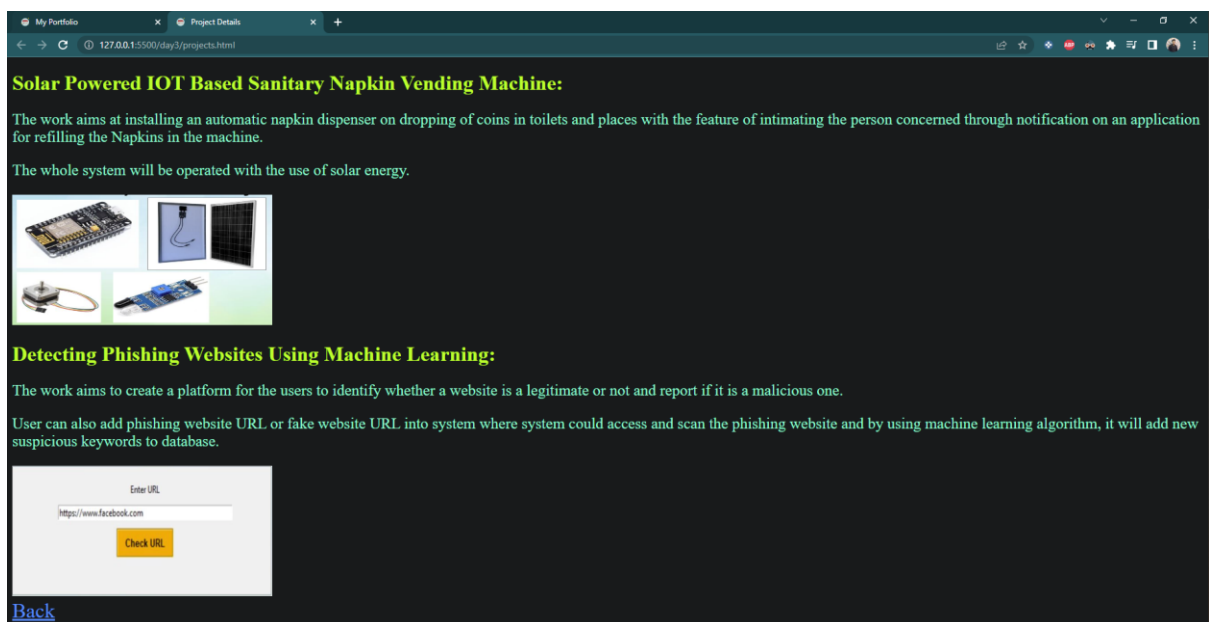 My Portfolio
Project Details
127.0.0.1:5500/day3/projects.html
Solar Powered IOT Based Sanitary Napkin Vending Machine:
The work aims at installing an automatic napkin dispenser on dropping of coins in toilets and places with the feature of intimating the person concerned through notification on an application
for refilling the Napkins in the machine.
The whole system will be operated with the use of solar energy.
Detecting Phishing Websites Using Machine Learning:
The work aims to create a platform for the users to identify whether a website is a legitimate or not and report if it is a malicious one.
User can also add phishing website URL or fake website URL into system where system could access and scan the phishing website and by using machine learning algorithm, it will add new
suspicious keywords to database.
Enter URL
https://www.facebook.com
Check URL
Back